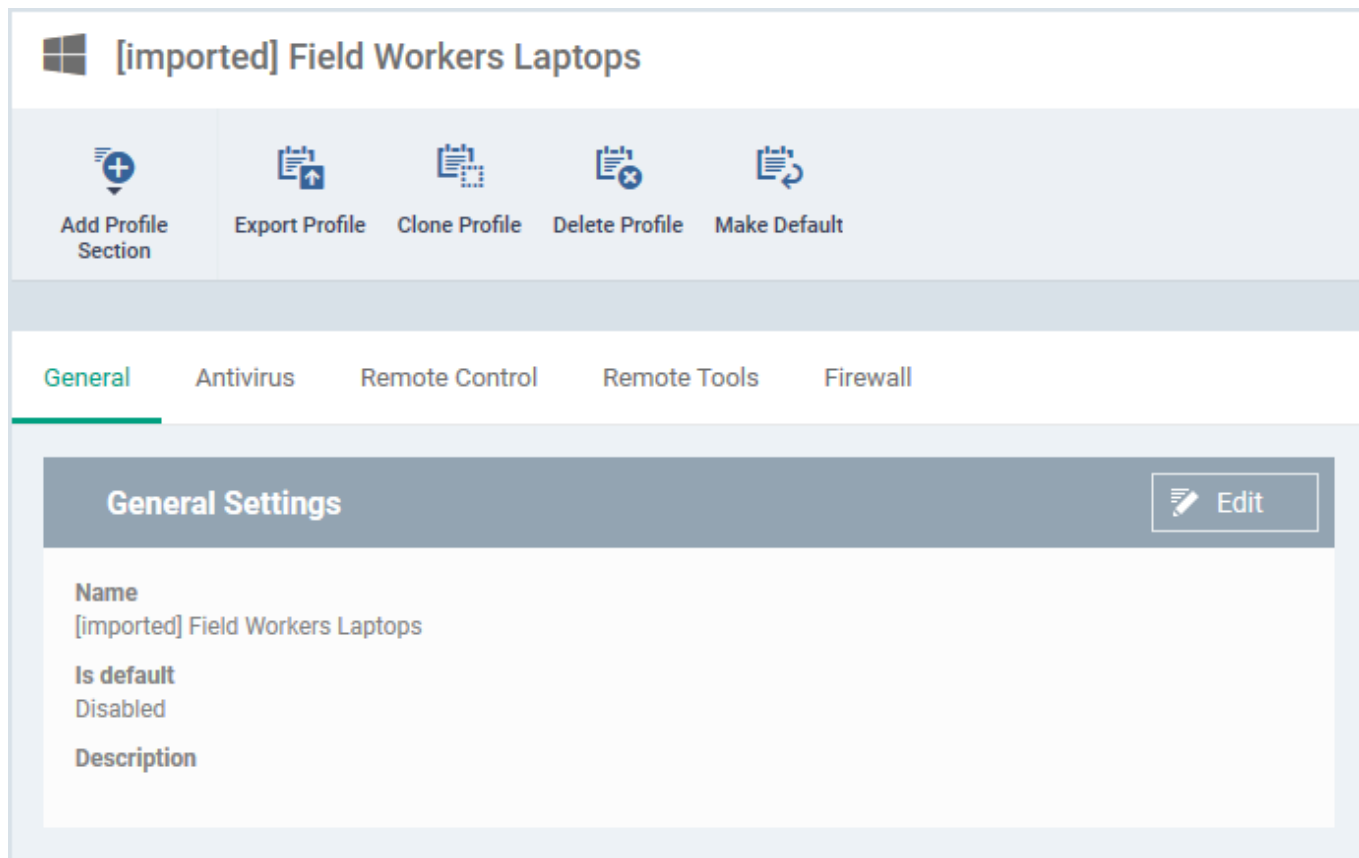 [imported] Field Workers Laptops
Add Profile
Section
Export Profile
Clone Profile
Delete Profile
Make Default
General
Antivirus
Remote Control
Remote Tools
Firewall
General Settings
Edit
Name
[imported] Field Workers Laptops
Is default
Disabled
Description